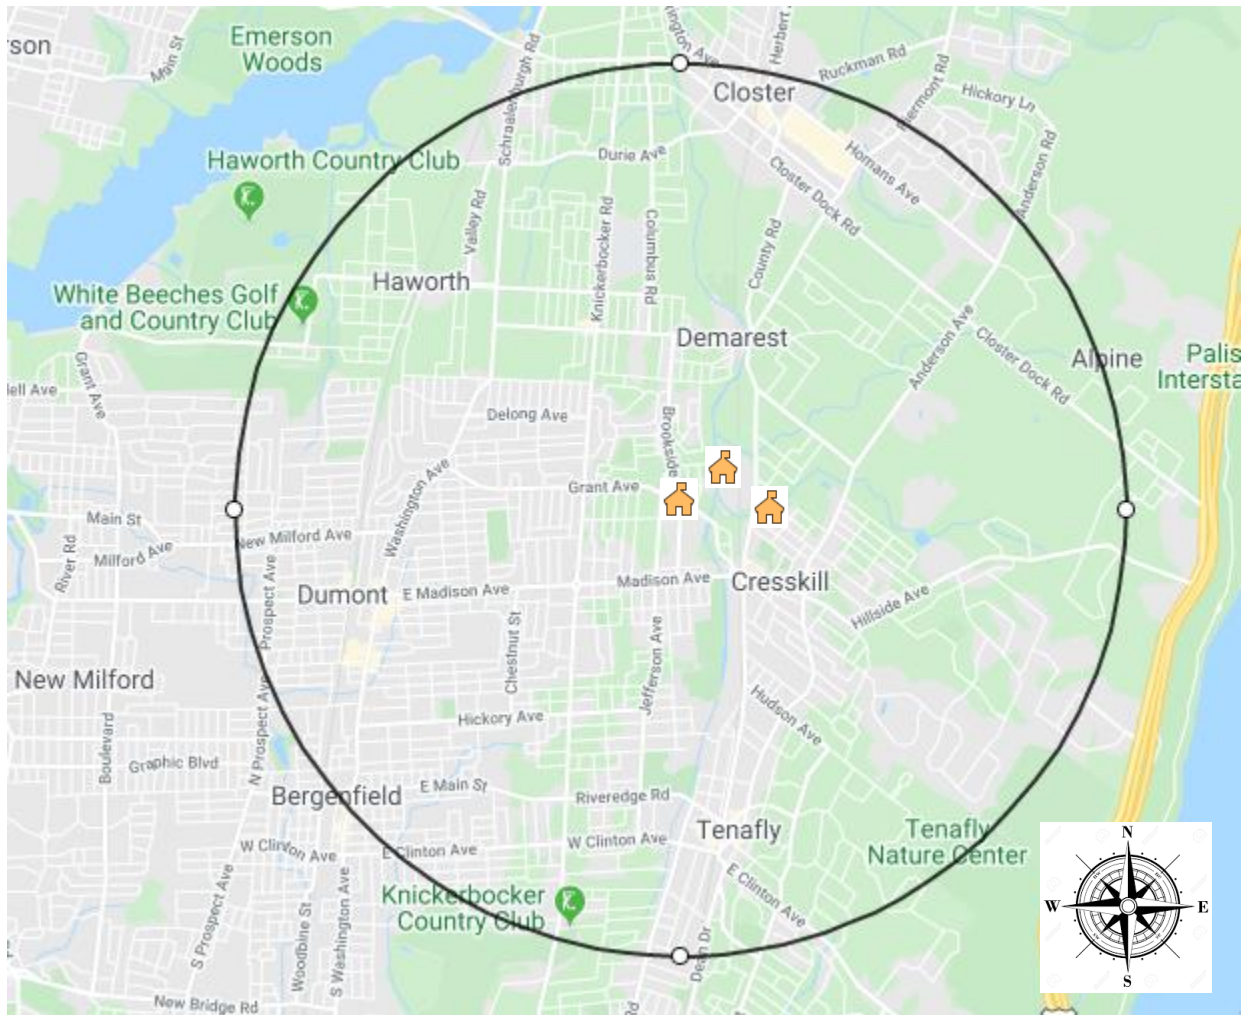 rson
Main St
Emerson
Woods
Schraalenburgh Rd
Herbert
Ruckman Rd
Closter
Hickory Ln
Haworth Country Club
Durie Ave
Homans Ave
Closter Dock Rd
Anderson Rd
Valley Rd
Knickerbocker Rd
Columbus Rd
County Rd
Haworth
White Beeches Golf
and Country Club
Demarest
Anderson Ave
Closter Dock Rd
Alpine
Palis
Intersta
Grant Ave
ell Ave
Delong Ave
Brookside
Washington Ave
Grant Ave
Main St
New Milford Ave
Milford Ave
River Rd
Prospect Ave
Dumont
E Madison Ave
Madison Ave
Cresskill
Hillside Ave
Chestnut St
Jefferson Ave
New Milford
N Prospect Ave
Hickory Ave
Hudson Ave
Boulevard
Graphic Blvd
Bergenfield
E Main St
Riveredge Rd
Tenafly
W Clinton Ave
E Clinton Ave
W Clinton Ave
Tenafly
Nature Center
E Clinton Ave
Knickerbocker
Country Club
S Prospect Ave
Woodbine St
S Washington Ave
Dean Dr
New Bridge Rd
Rd
N
W
E
S